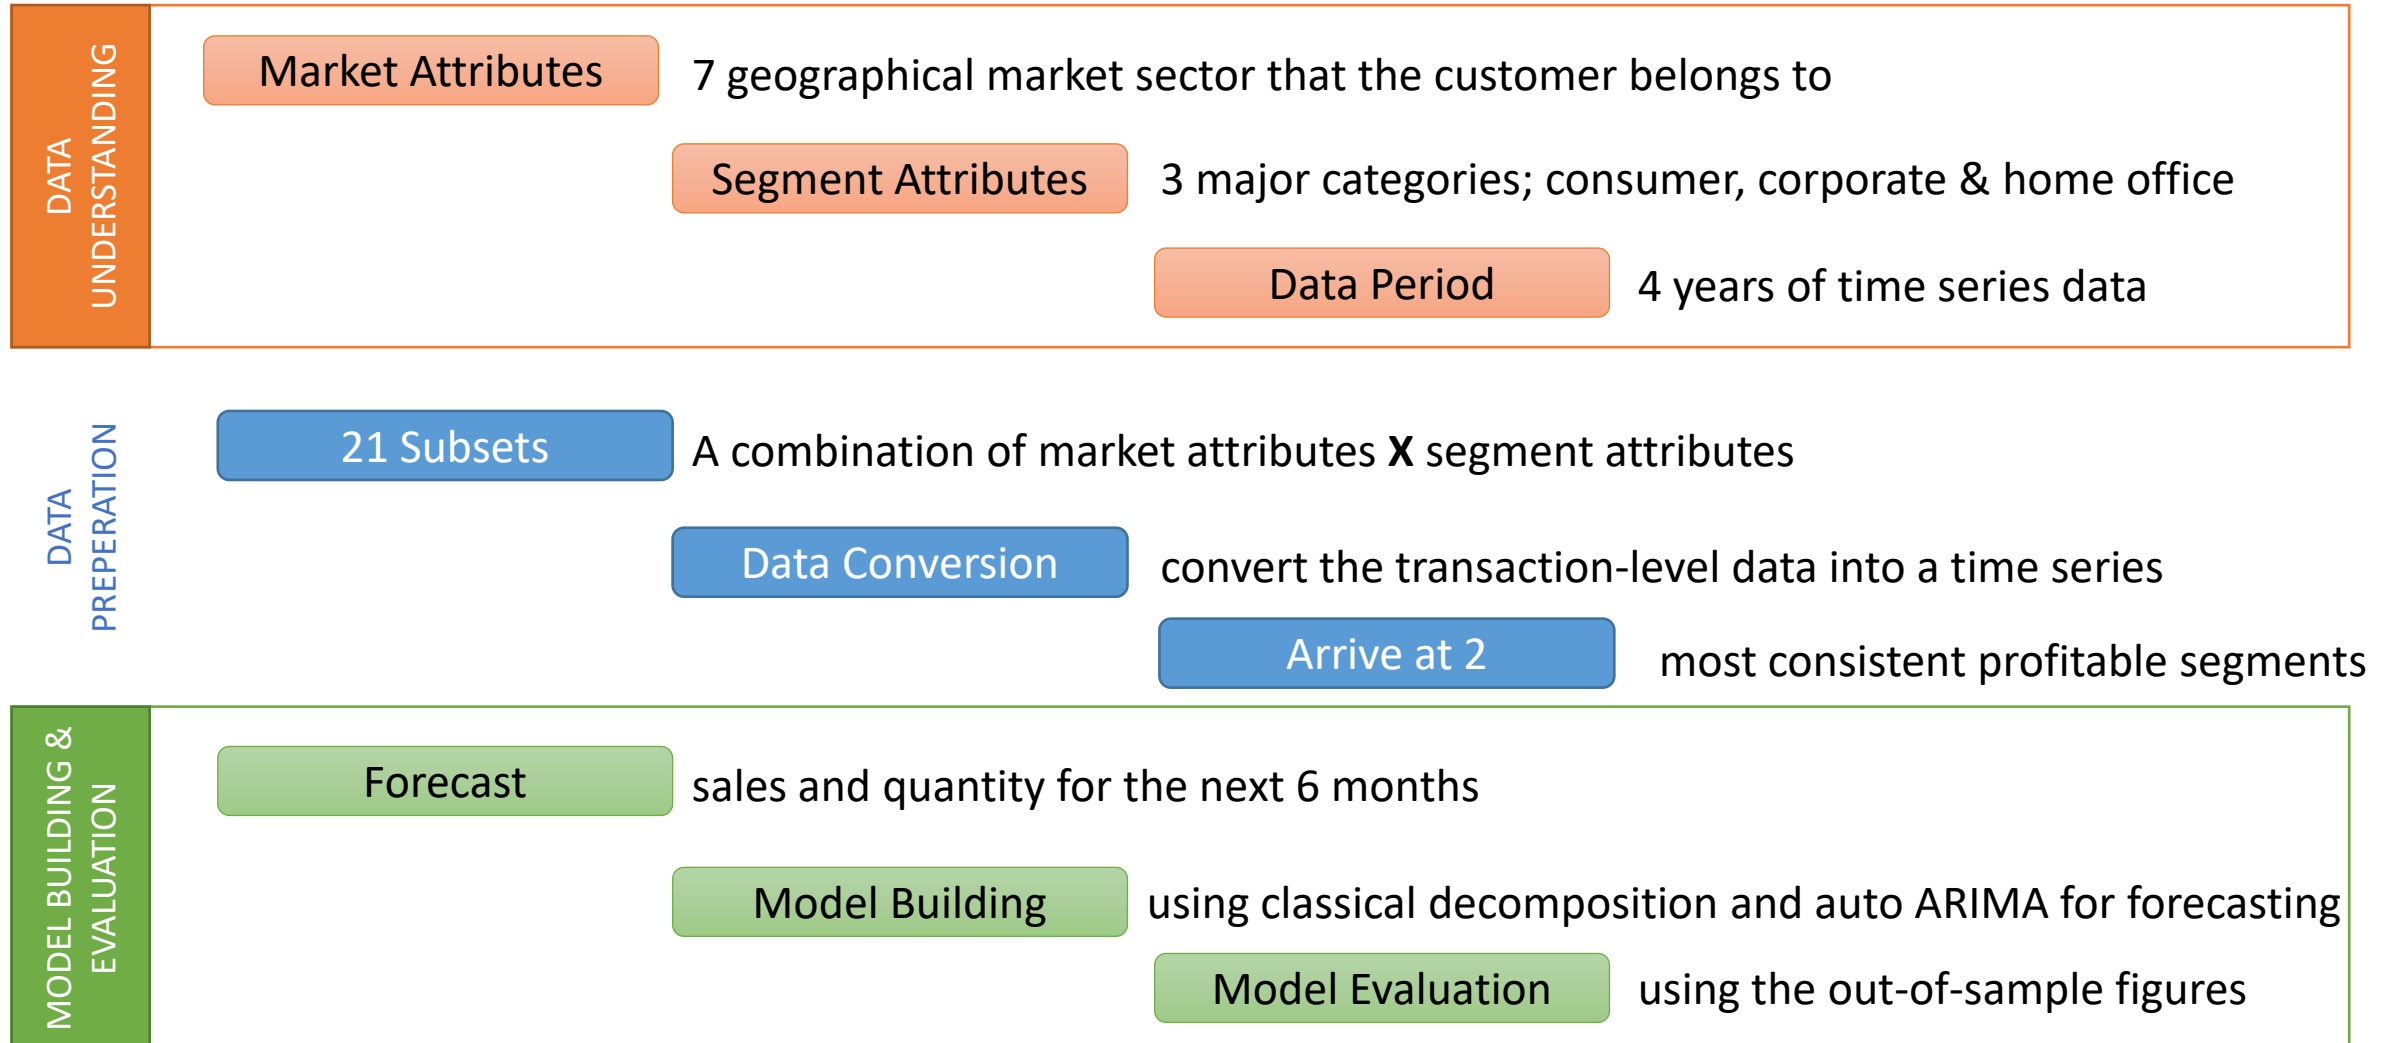 DATA
UNDERSTANDING
Market Attributes
7 geographical market sector that the customer belongs to
Segment Attributes
3 major categories; consumer, corporate & home office
Data Period
4 years of time series data
DATA
PREPERATION
21 Subsets
A combination of market attributes X segment attributes
Data Conversion
convert the transaction-level data into a time series
Arrive at 2
most consistent profitable segments
MODEL BUILDING &
EVALUATION
Forecast
sales and quantity for the next 6 months
Model Building
using classical decomposition and auto ARIMA for forecasting
Model Evaluation
using the out-of-sample figures